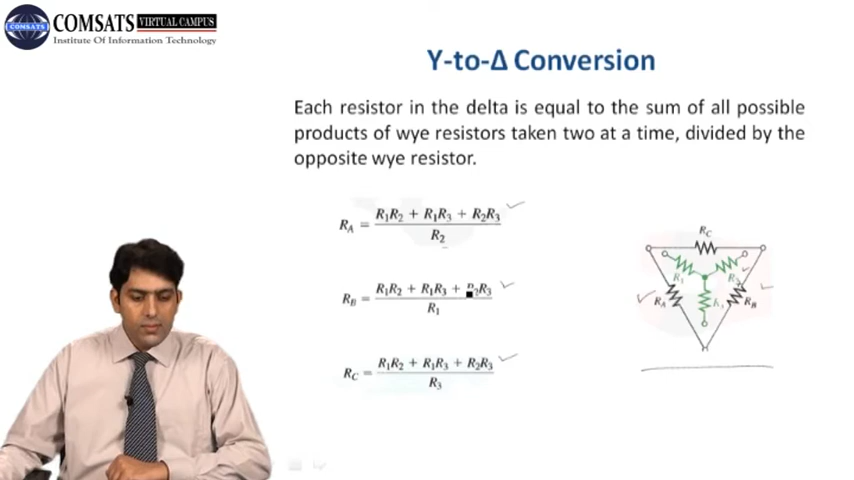 COMSATS VIRTUAL CAMPUS
COMSATS
Institute Of Information Technology
Y-to-Δ Conversion
Each resistor in the delta is equal to the sum of all possible
products of wye resistors taken two at a time, divided by the
opposite wye resistor.
R_A = (R₁R₂ + R₁R₃ + R₂R₃) / R₂
R_B = (R₁R₂ + R₁R₃ + R₂R₃) / R₁
R_C = (R₁R₂ + R₁R₃ + R₂R₃) / R₃
R_C
R₁
R_A
R_B